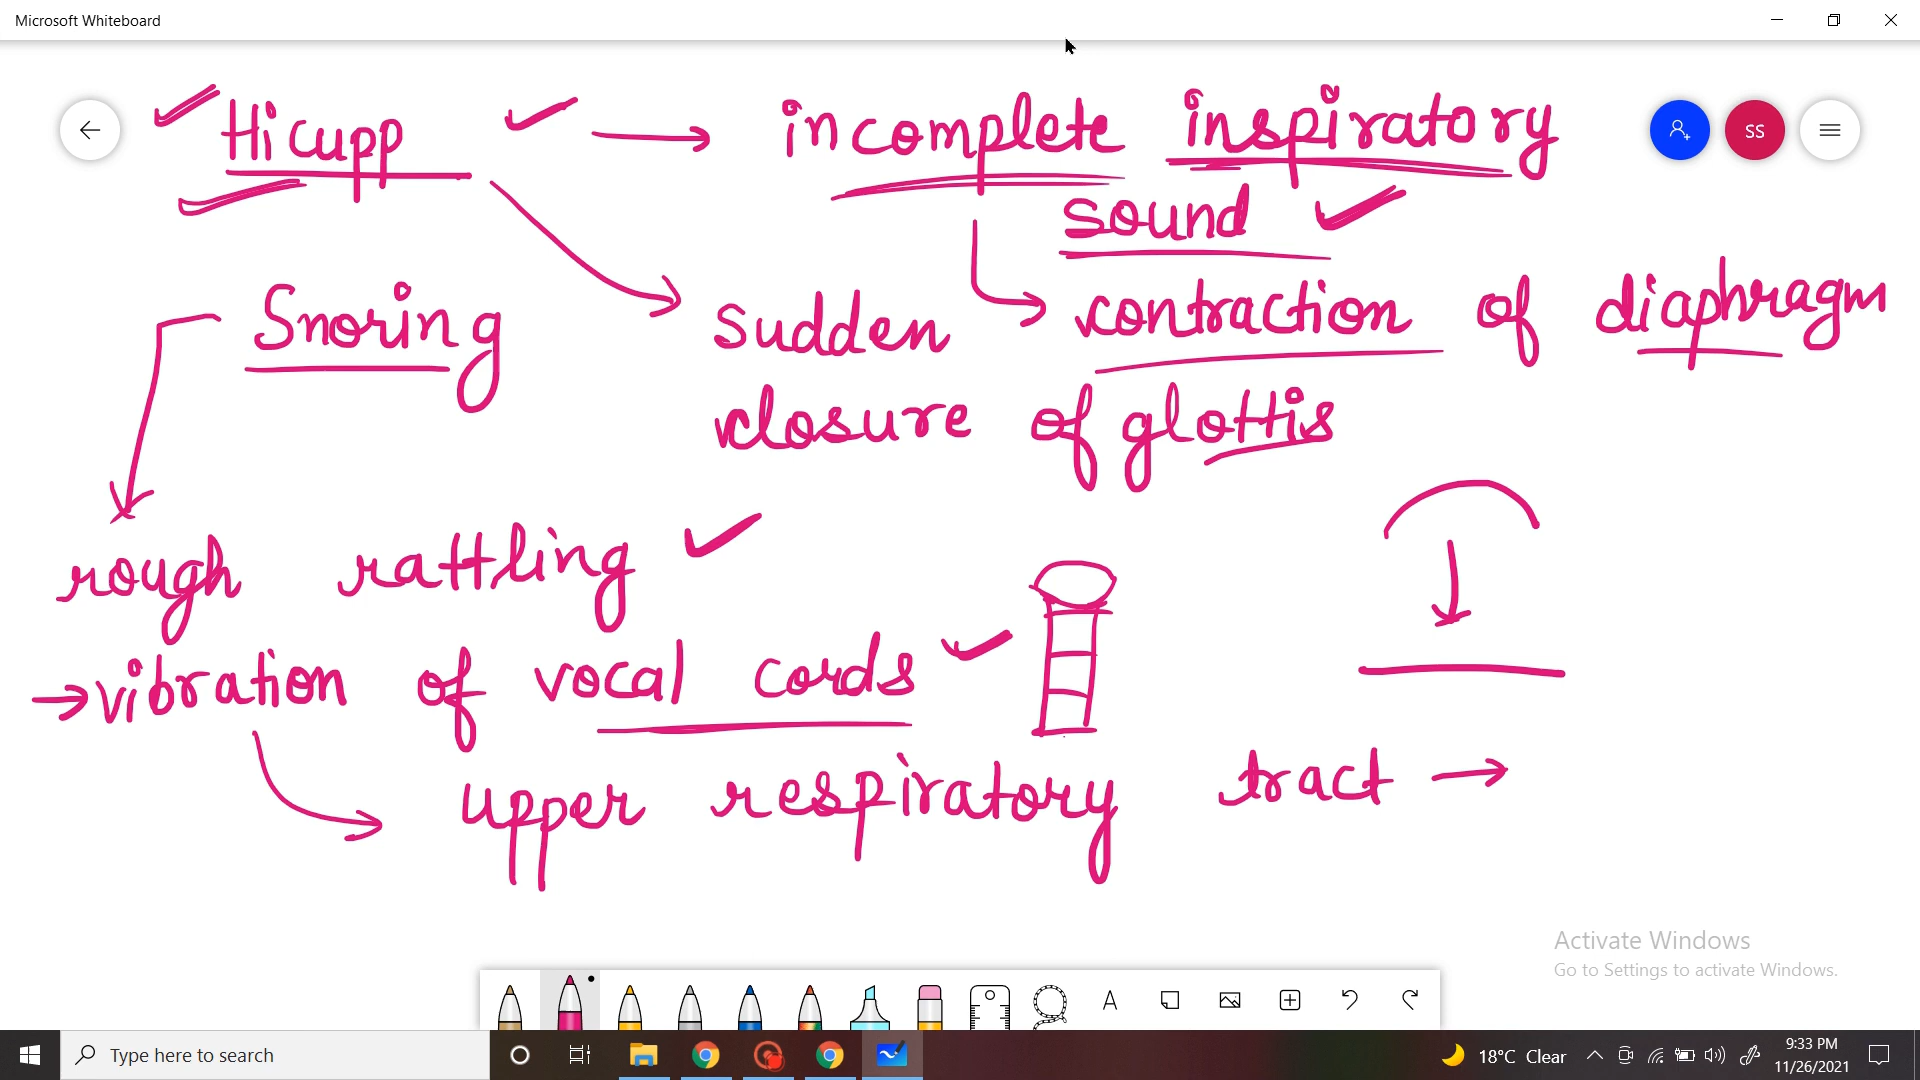 Microsoft Whiteboard
Hicupp → incomplete inspiratory
sound
SS
Snoring
sudden → contraction of diaphragm
closure of glottis
rough rattling
→ vibration of vocal cords
upper respiratory tract →
Activate Windows
Go to Settings to activate Windows.
Type here to search
18°C Clear
9:33 PM
11/26/2021